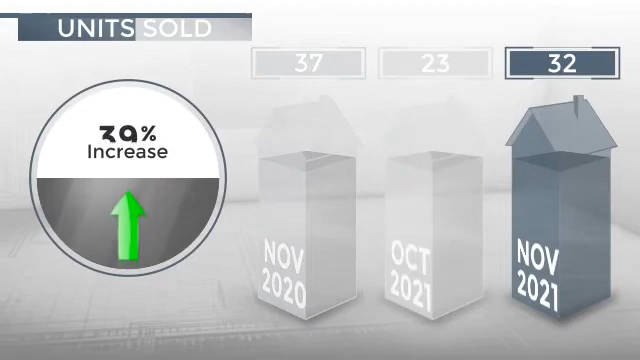 UNITS SOLD
37
23
32
39%
Increase
NOV
2020
OCT
2021
NOV
2021